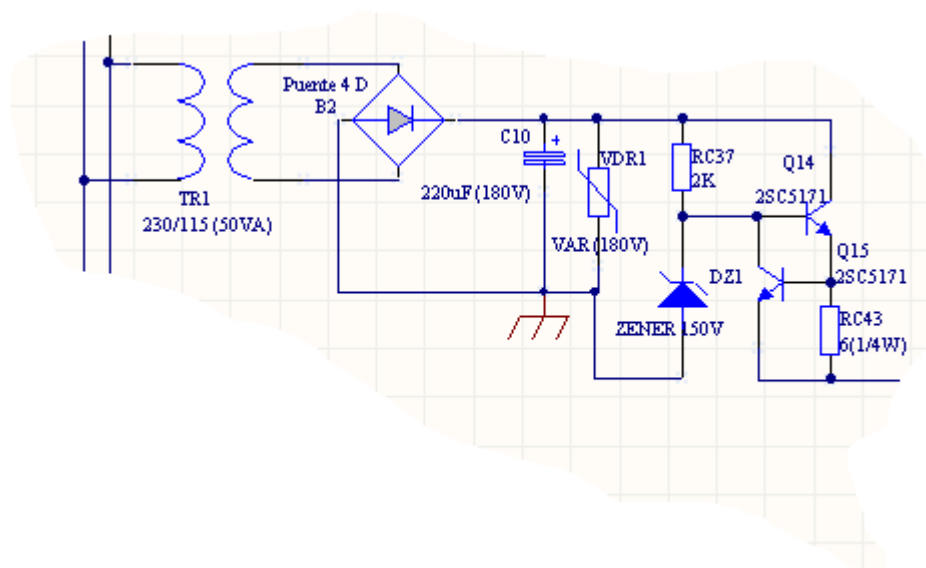 Puente 4 D
B2
TR1
230/115 (50VA)
C10
+
220uF (180V)
VDR1
VAR (180V)
RC37
2K
DZ1
ZENER 150V
Q14
2SC5171
Q15
2SC5171
RC43
6(1/4W)